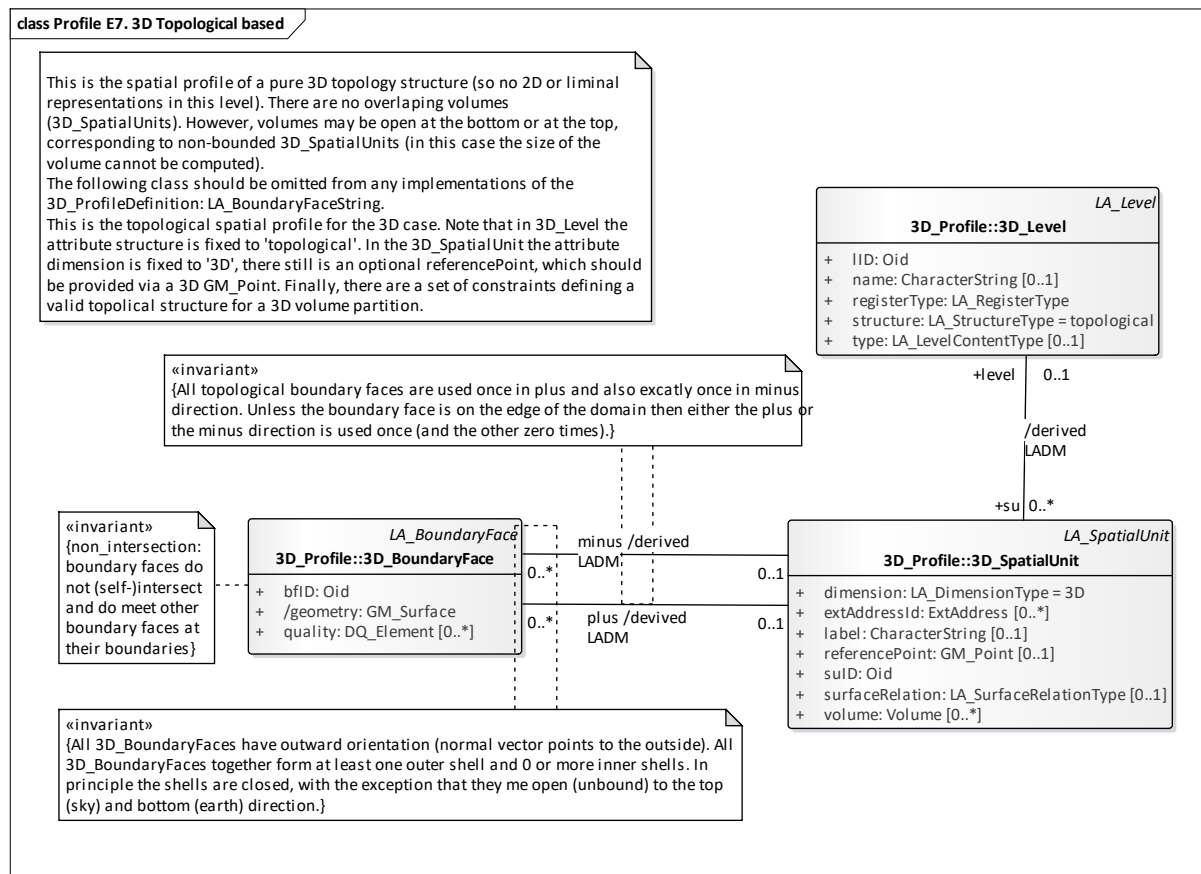 class Profile E7. 3D Topological based
This is the spatial profile of a pure 3D topology structure (so no 2D or liminal
representations in this level). There are no overlaping volumes
(3D_SpatialUnits). However, volumes may be open at the bottom or at the top,
corresponding to non-bounded 3D_SpatialUnits (in this case the size of the
volume cannot be computed).
The following class should be omitted from any implementations of the
3D_ProfileDefinition: LA_BoundaryFaceString.
This is the topological spatial profile for the 3D case. Note that in 3D_Level the
attribute structure is fixed to 'topological'. In the 3D_SpatialUnit the attribute
dimension is fixed to '3D', there still is an optional referencePoint, which should
be provided via a 3D GM_Point. Finally, there are a set of constraints defining a
valid topolical structure for a 3D volume partition.
LA_Level
3D_Profile::3D_Level
+ lID: Oid
+ name: CharacterString [0..1]
+ registerType: LA_RegisterType
+ structure: LA_StructureType = topological
+ type: LA_LevelContentType [0..1]
«invariant»
{All topological boundary faces are used once in plus and also excatly once in minus
direction. Unless the boundary face is on the edge of the domain then either the plus or
the minus direction is used once (and the other zero times).}
+level 0..1
/derived
LADM
+su 0..*
«invariant»
{non_intersection:
boundary faces do
not (self-)intersect
and do meet other
boundary faces at
their boundaries}
LA_BoundaryFace
3D_Profile::3D_BoundaryFace
+ bfID: Oid
+ /geometry: GM_Surface
+ quality: DQ_Element [0..*]
minus /derived
LADM
0..*
0..1
plus /devived
LADM
0..*
0..1
LA_SpatialUnit
3D_Profile::3D_SpatialUnit
+ dimension: LA_DimensionType = 3D
+ extAddressId: ExtAddress [0..*]
+ label: CharacterString [0..1]
+ referencePoint: GM_Point [0..1]
+ suID: Oid
+ surfaceRelation: LA_SurfaceRelationType [0..1]
+ volume: Volume [0..*]
«invariant»
{All 3D_BoundaryFaces have outward orientation (normal vector points to the outside). All
3D_BoundaryFaces together form at least one outer shell and 0 or more inner shells. In
principle the shells are closed, with the exception that they me open (unbound) to the top
(sky) and bottom (earth) direction.}